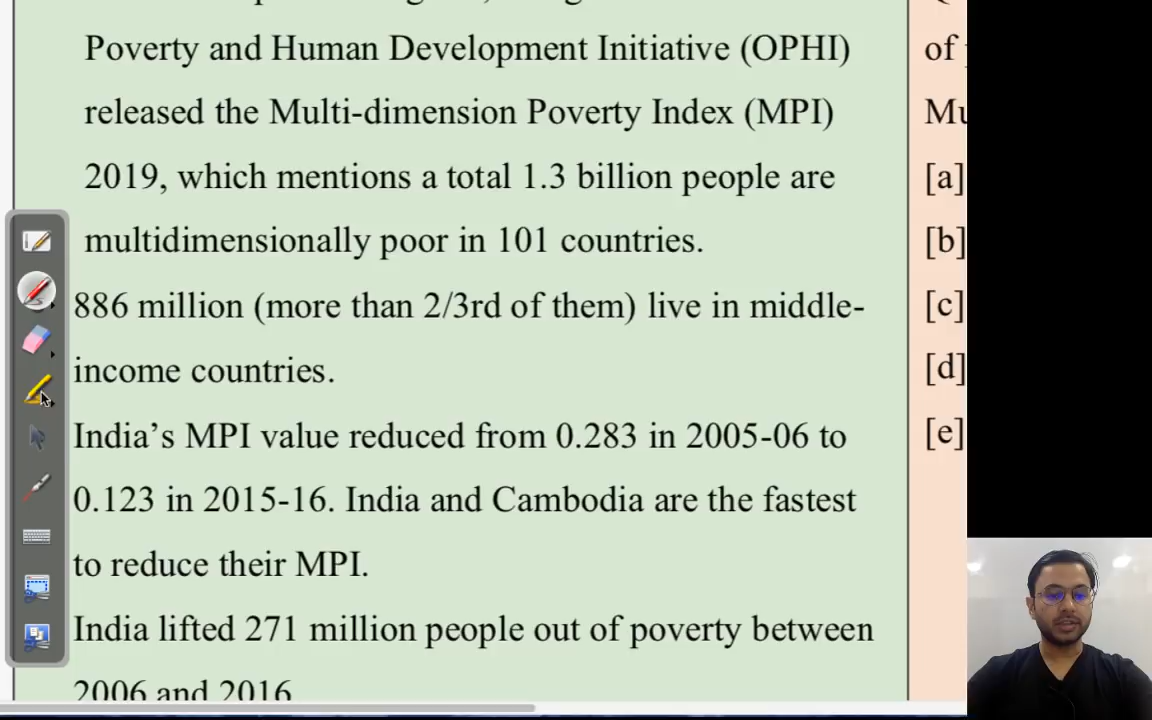 Poverty and Human Development Initiative (OPHI)
released the Multi-dimension Poverty Index (MPI)
2019, which mentions a total 1.3 billion people are
multidimensionally poor in 101 countries.
886 million (more than 2/3rd of them) live in middle-
income countries.
India’s MPI value reduced from 0.283 in 2005-06 to
0.123 in 2015-16. India and Cambodia are the fastest
to reduce their MPI.
India lifted 271 million people out of poverty between
2006 and 2016
of
Mu
[a]
[b]
[c]
[d]
[e]